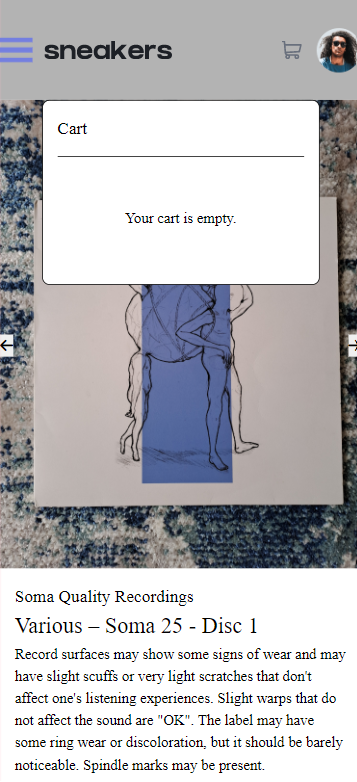 sneakers
Cart
Your cart is empty.
Soma Quality Recordings
Various – Soma 25 - Disc 1
Record surfaces may show some signs of wear and may
have slight scuffs or very light scratches that don't
affect one's listening experiences. Slight warps that do
not affect the sound are "OK". The label may have
some ring wear or discoloration, but it should be barely
noticeable. Spindle marks may be present.